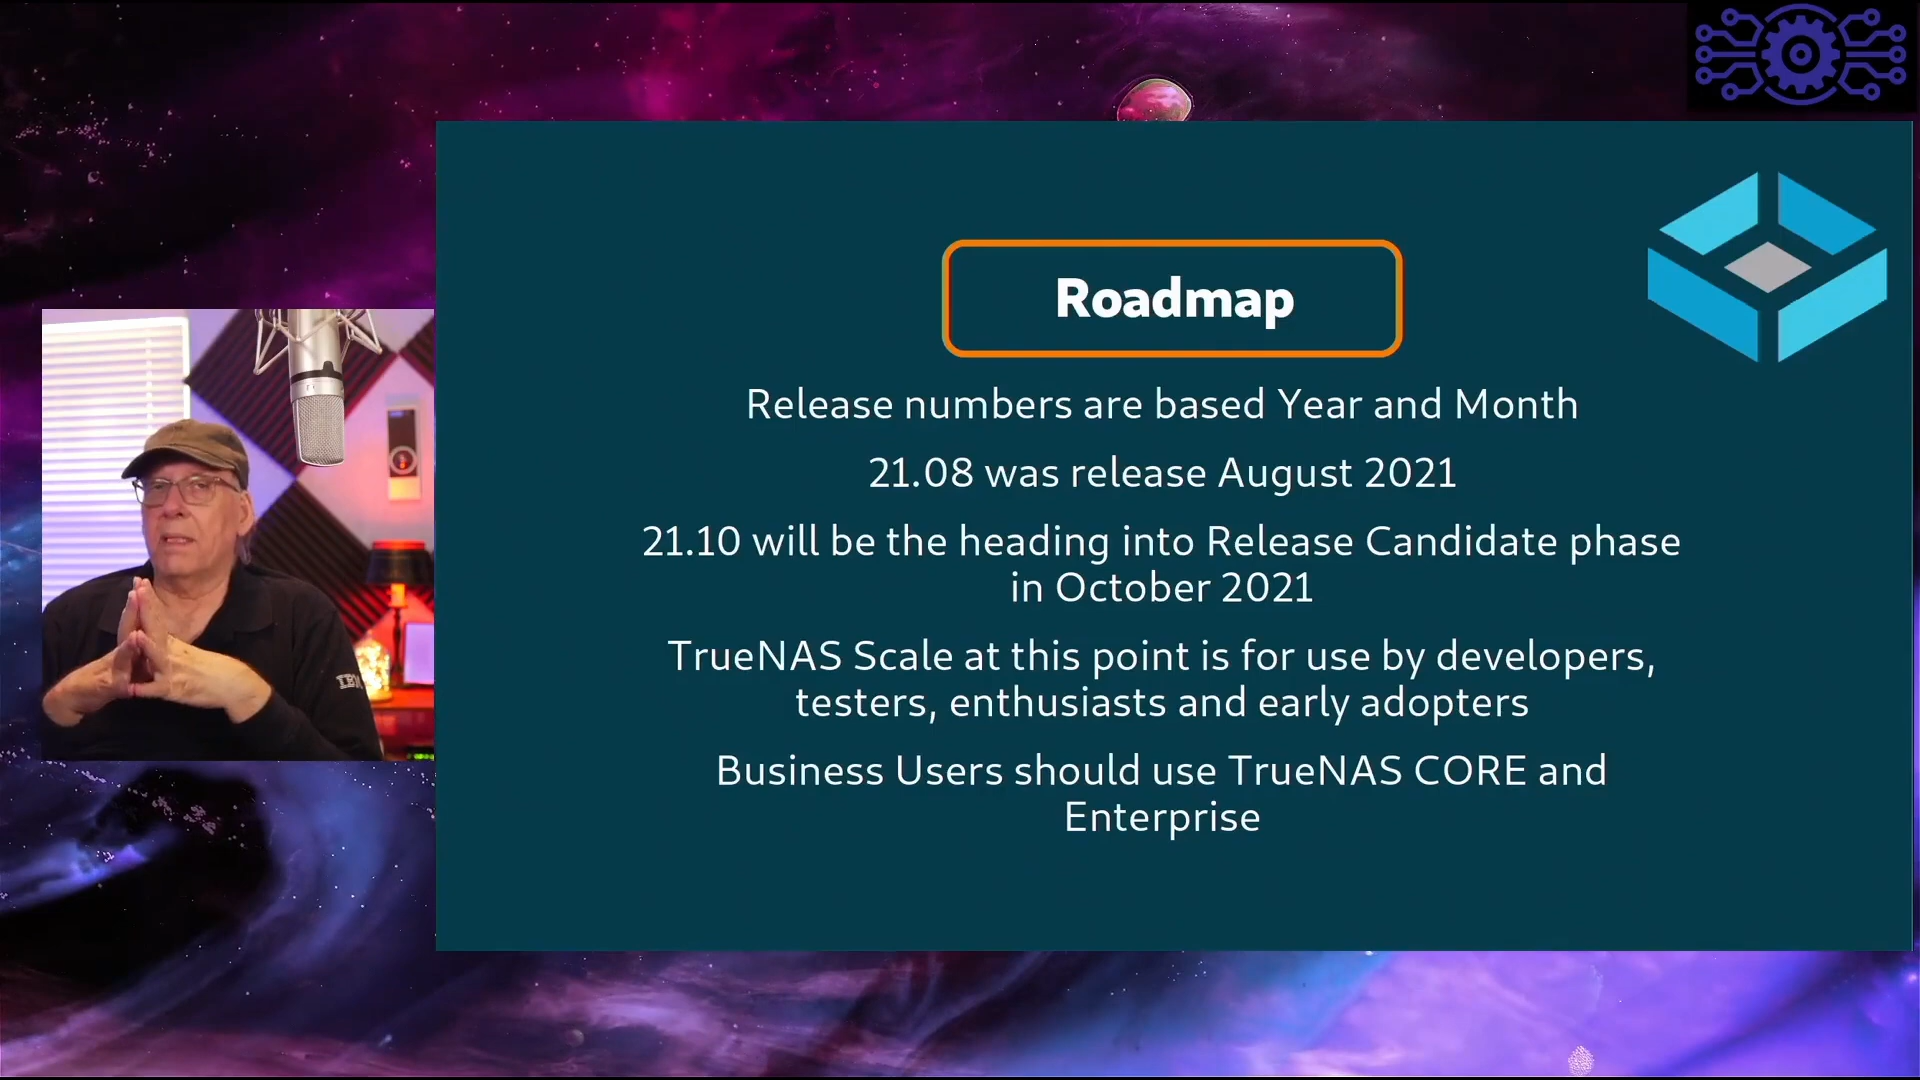 Roadmap
Release numbers are based Year and Month
21.08 was release August 2021
21.10 will be the heading into Release Candidate phase
in October 2021
TrueNAS Scale at this point is for use by developers,
testers, enthusiasts and early adopters
Business Users should use TrueNAS CORE and
Enterprise
IBM